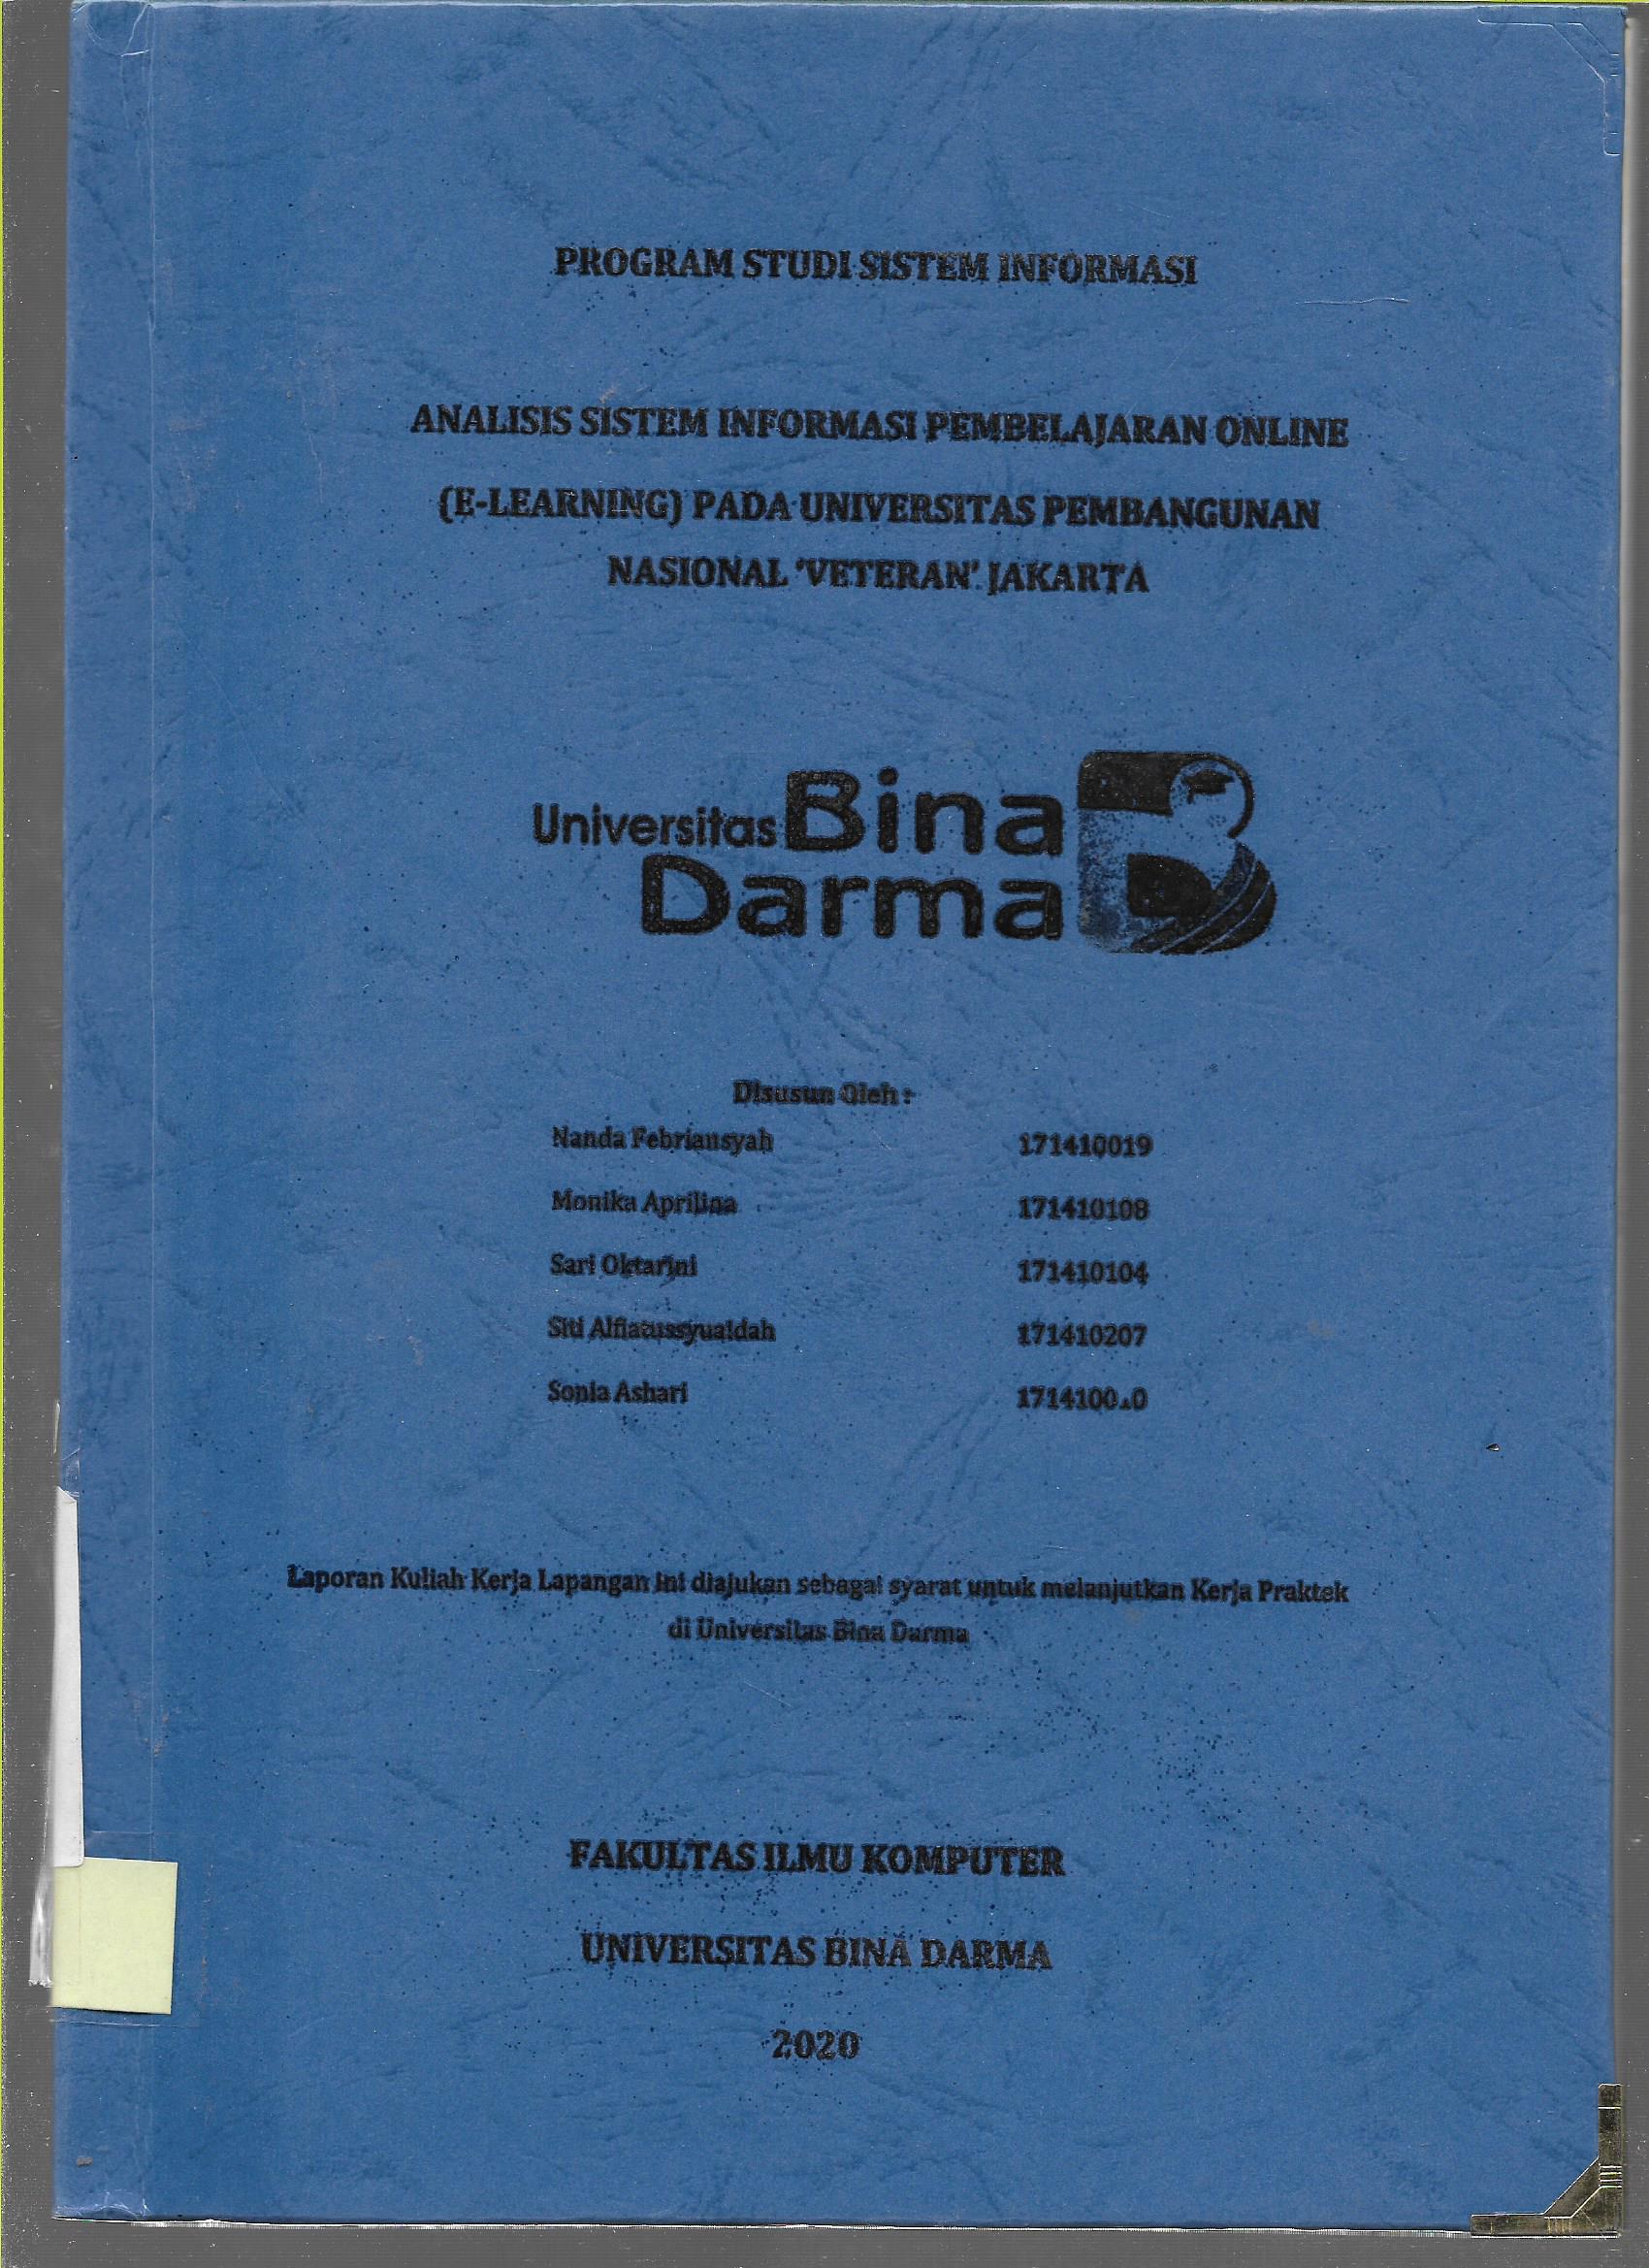 PROGRAM STUDI SISTEM INFORMASI
ANALISIS SISTEM INFORMASI PEMBELAJARAN ONLINE
(E-LEARNING) PADA UNIVERSITAS PEMBANGUNAN
NASIONAL 'VETERAN' JAKARTA
Universitas Bina
Darma
Disusun Oleh :
Nanda Febriansyah 171410019
Monika Aprilina 171410108
Sari Oktarini 171410104
Siti Alfiatussyuaidah 171410207
Sonia Ashari
Laporan Kuliah Kerja Lapangan ini diajukan sebagai syarat untuk melanjutkan Kerja Praktek
di Universitas Bina Darma
FAKULTAS ILMU KOMPUTER
UNIVERSITAS BINA DARMA
2020